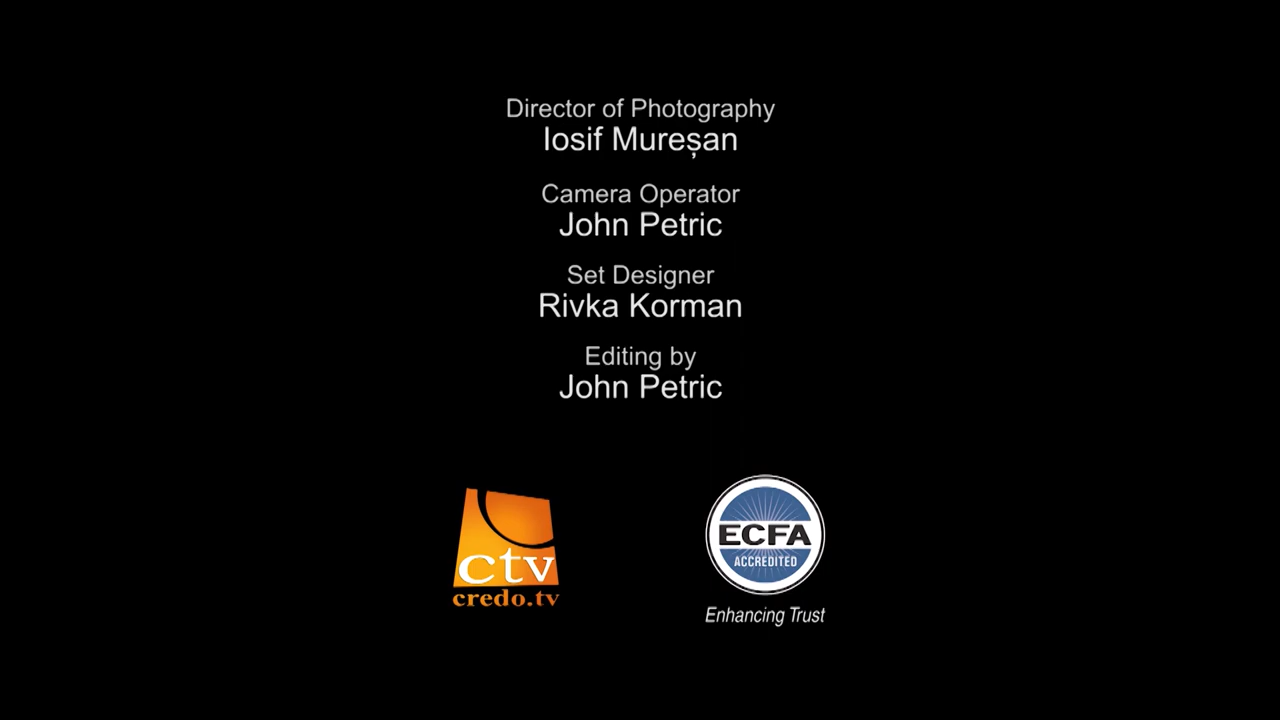 Director of Photography
Iosif Mureșan
Camera Operator
John Petric
Set Designer
Rivka Korman
Editing by
John Petric
ctv
credo.tv
ECFA
ACCREDITED
Enhancing Trust